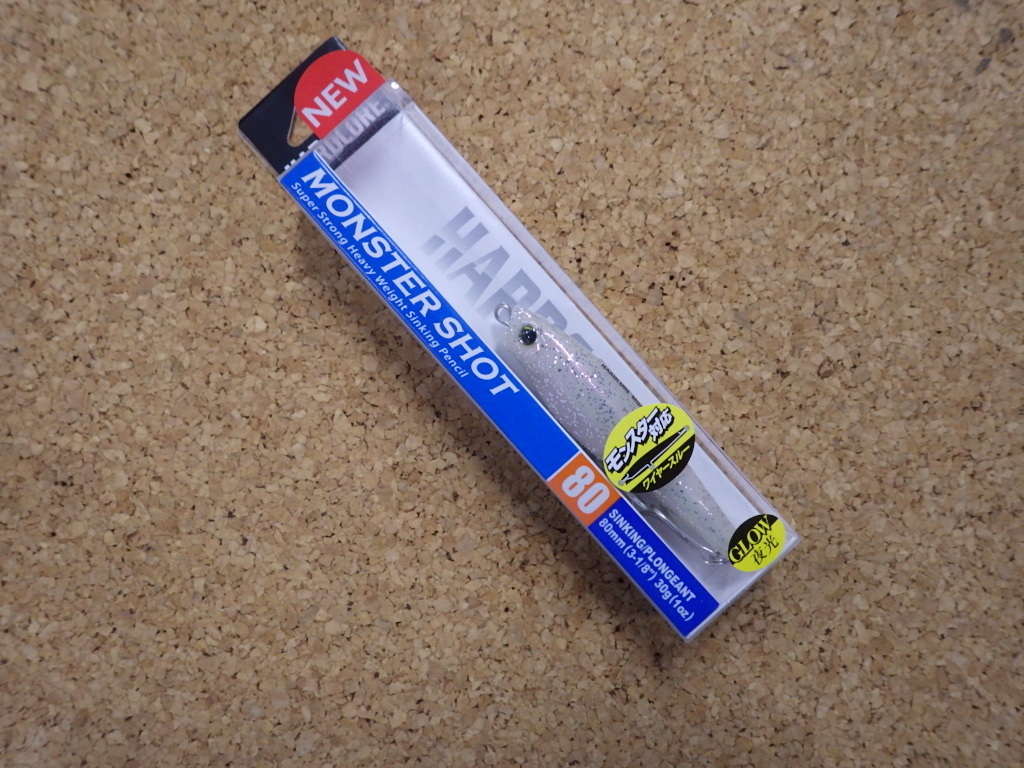 NEW
MONSTER SHOT
Super Strong Heavy Weight Sinking Pencil
80
SINKING/PLONGEANT
80mm (3-1/8") 30g (1oz)
モンスター対応
ワイヤースルー
GLOW
夜光